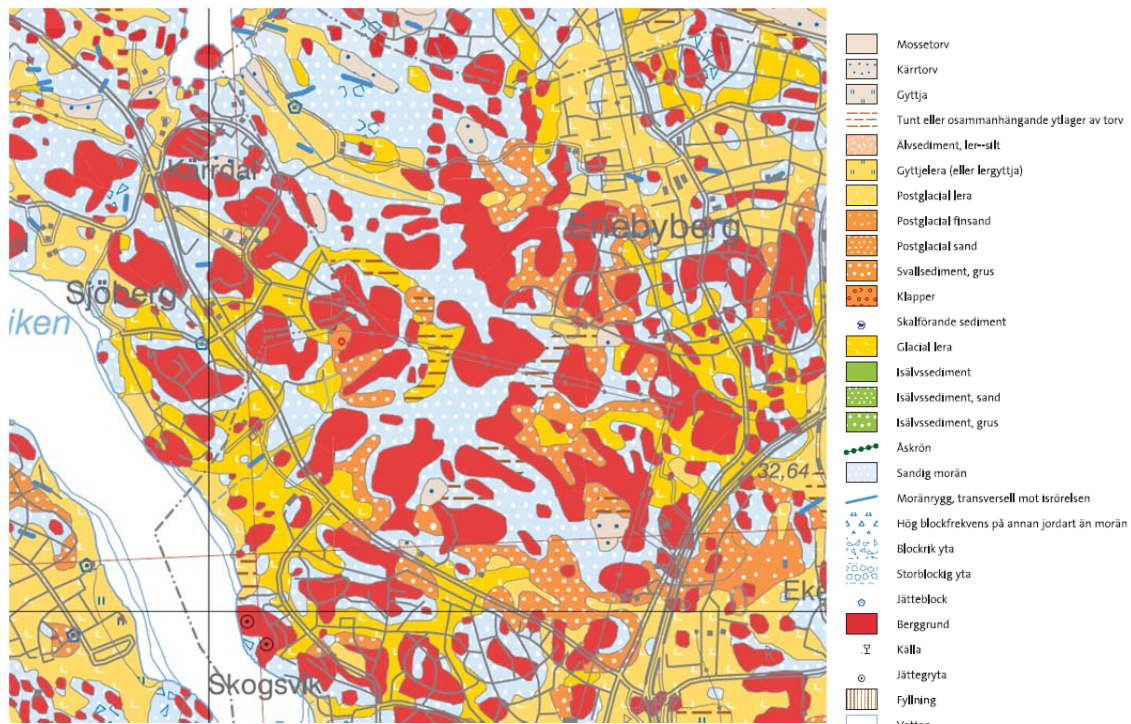 Kärrdal
Enebyberg
Sjöberg
iken
32,64
Eke
Skogsvik
Mossetorv
Kärrtorv
Gyttja
Tunt eller osammanhängande ytlager av torv
Älvsediment, ler--silt
Gyttjelera (eller lergyttja)
Postglacial lera
Postglacial finsand
Postglacial sand
Svallsediment, grus
Klapper
Skalförande sediment
Glacial lera
Isälvssediment
Isälvssediment, sand
Isälvssediment, grus
Åskrön
Sandig morän
Moränrygg, transversell mot isrörelsen
Hög blockfrekvens på annan jordart än morän
Blockrik yta
Storblockig yta
Jätteblock
Berggrund
Källa
Jättegryta
Fyllning
Vatten